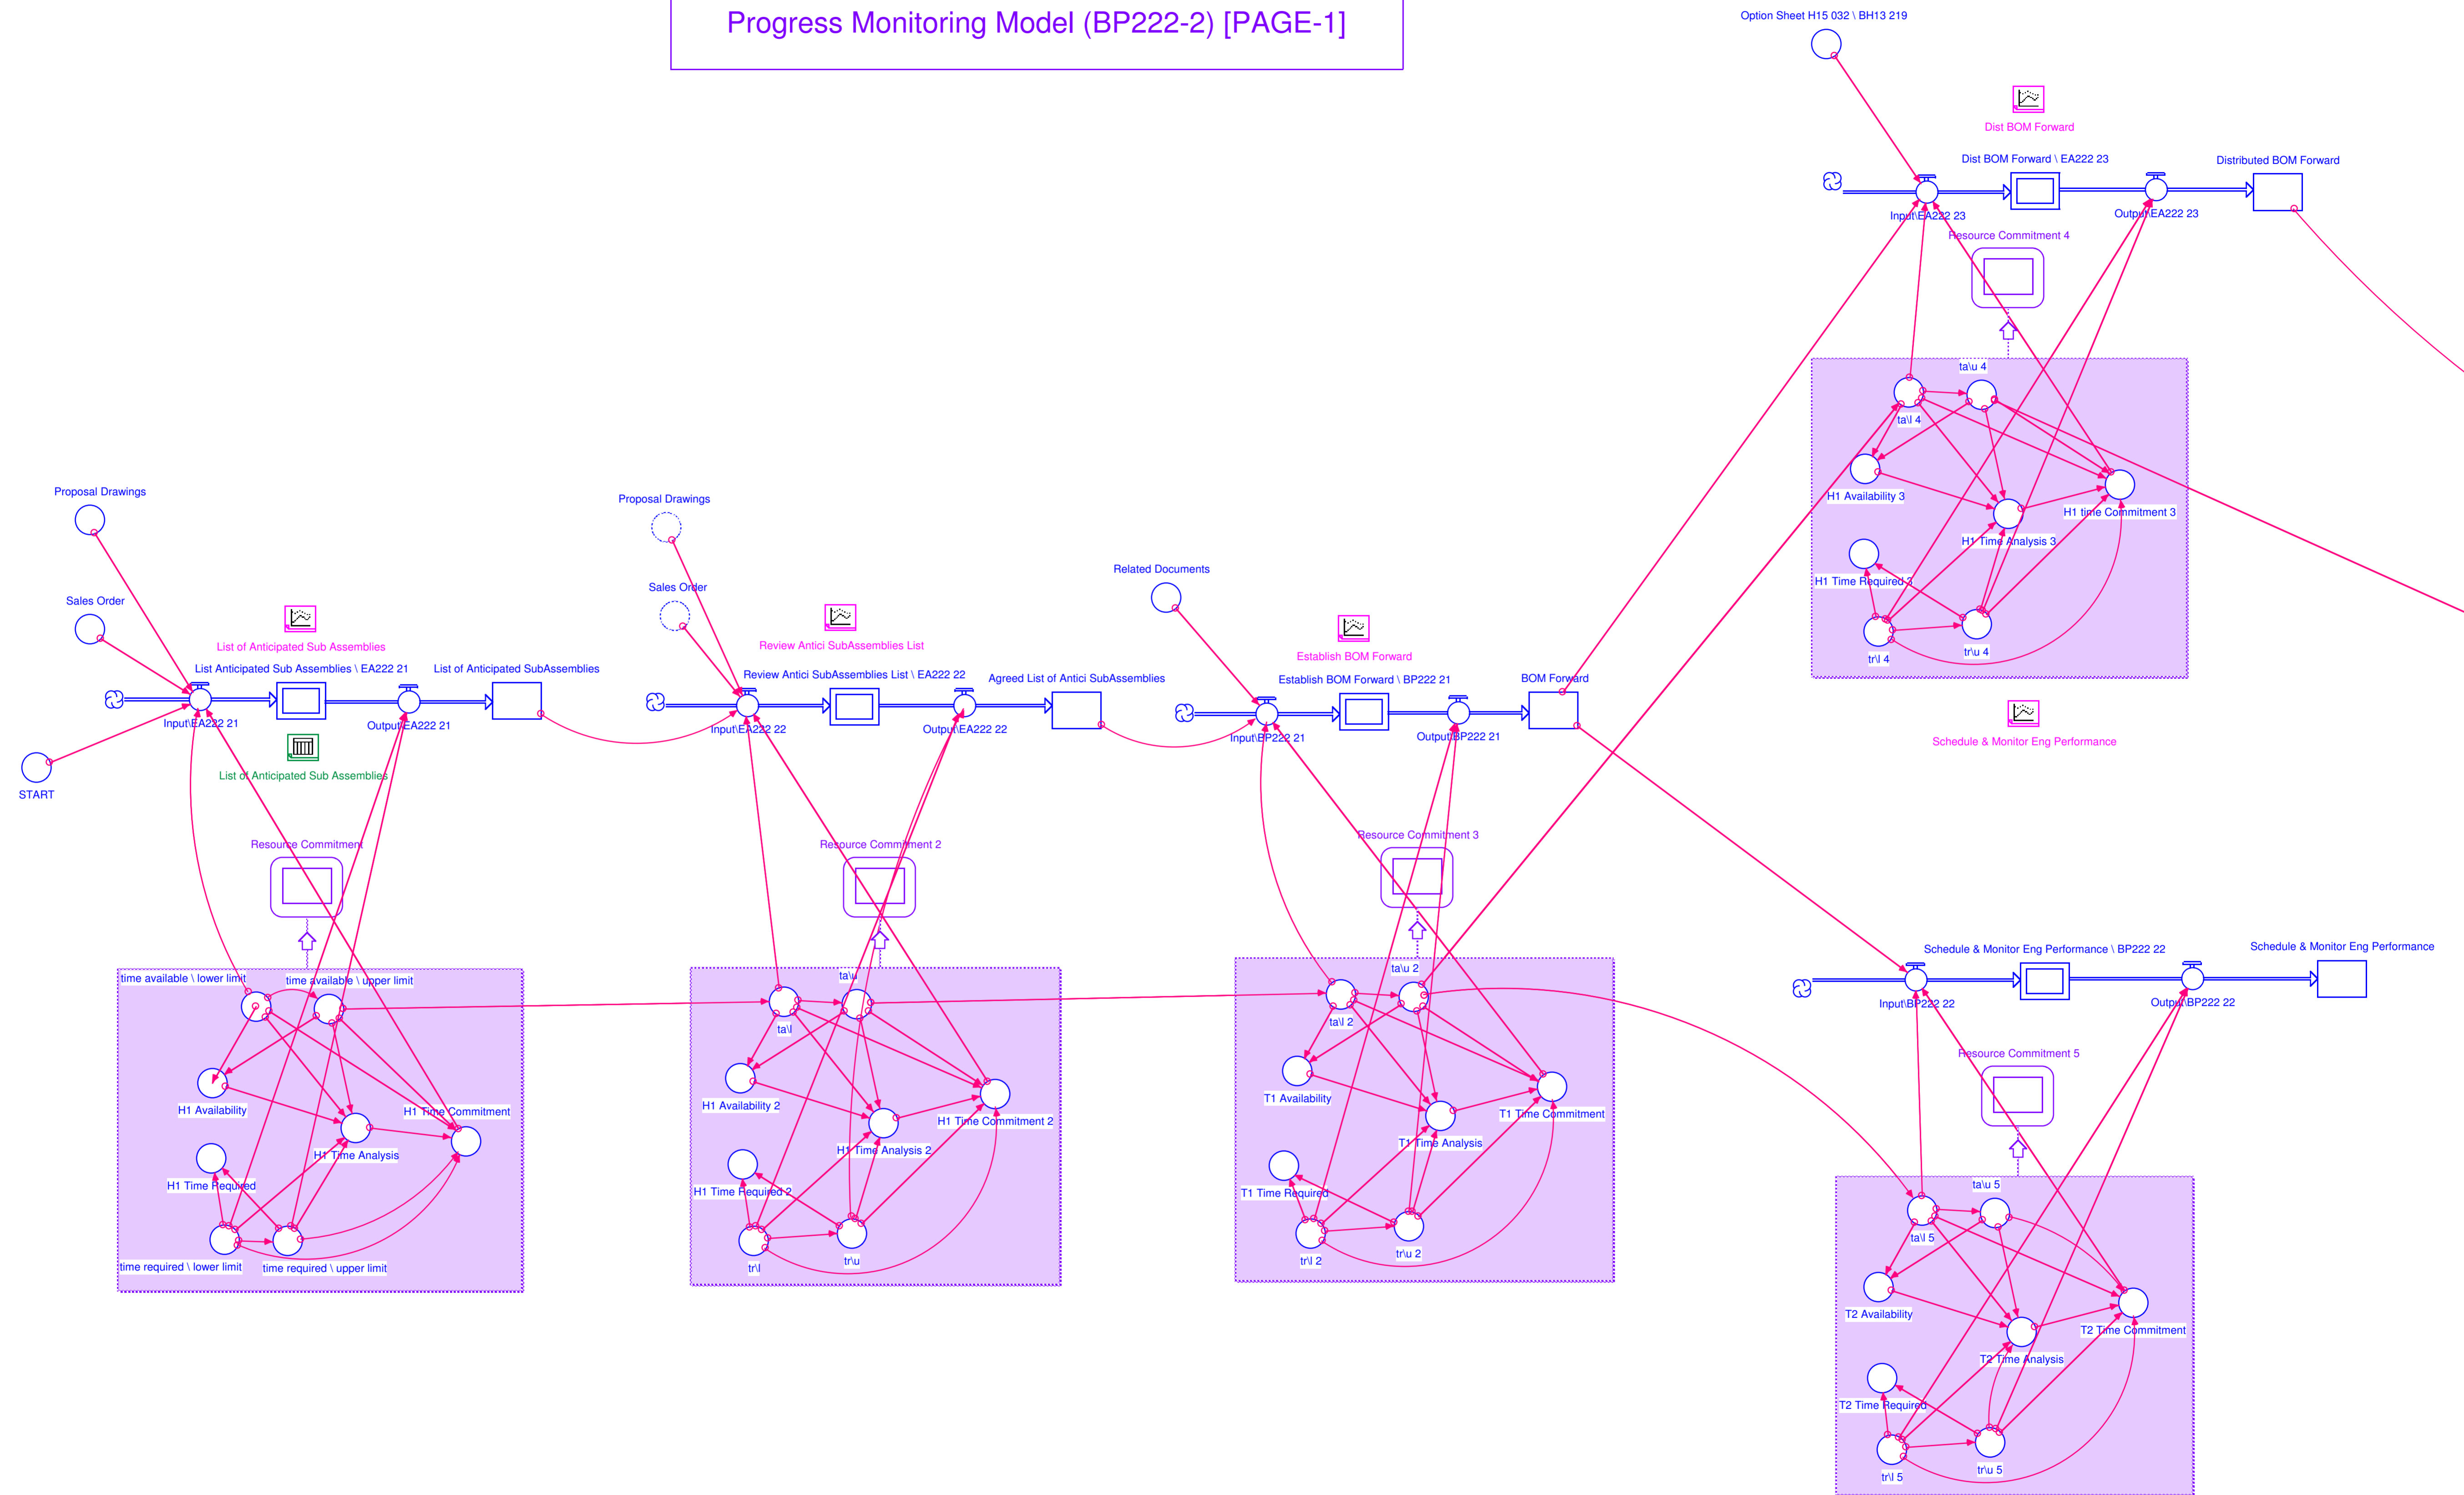 Progress Monitoring Model (BP222-2) [PAGE-1]
Option Sheet H15 032 \ BH13 219
Dist BOM Forward
Dist BOM Forward \ EA222 23
Distributed BOM Forward
Input\EA222 23
Output\EA222 23
Resource Commitment 4
ta\u 4
ta\l 4
H1 Availability 3
H1 time Commitment 3
H1 Time Analysis 3
H1 Time Required 3
tr\l 4
tr\u 4
Schedule & Monitor Eng Performance
Proposal Drawings
Sales Order
List of Anticipated Sub Assemblies
List Anticipated Sub Assemblies \ EA222 21
List of Anticipated SubAssemblies
Input\EA222 21
Output\EA222 21
List of Anticipated Sub Assemblies
START
Resource Commitment
time available \ lower limit
time available \ upper limit
H1 Availability
H1 Time Commitment
H1 Time Analysis
H1 Time Required
time required \ lower limit
time required \ upper limit
Proposal Drawings
Sales Order
Review Antici SubAssemblies List
Review Antici SubAssemblies List \ EA222 22
Agreed List of Antici SubAssemblies
Input\EA222 22
Output\EA222 22
Resource Commitment 2
ta\u
ta\l
H1 Availability 2
H1 Time Commitment 2
H1 Time Analysis 2
H1 Time Required 2
tr\l
tr\u
Related Documents
Establish BOM Forward
Establish BOM Forward \ BP222 21
BOM Forward
Input\BP222 21
Output\BP222 21
Resource Commitment 3
ta\u 2
ta\l 2
T1 Availability
T1 Time Commitment
T1 Time Analysis
T1 Time Required
tr\l 2
tr\u 2
Schedule & Monitor Eng Performance \ BP222 22
Schedule & Monitor Eng Performance
Input\BP222 22
Output\BP222 22
Resource Commitment 5
ta\u 5
ta\l 5
T2 Availability
T2 Time Commitment
T2 Time Analysis
T2 Time Required
tr\l 5
tr\u 5